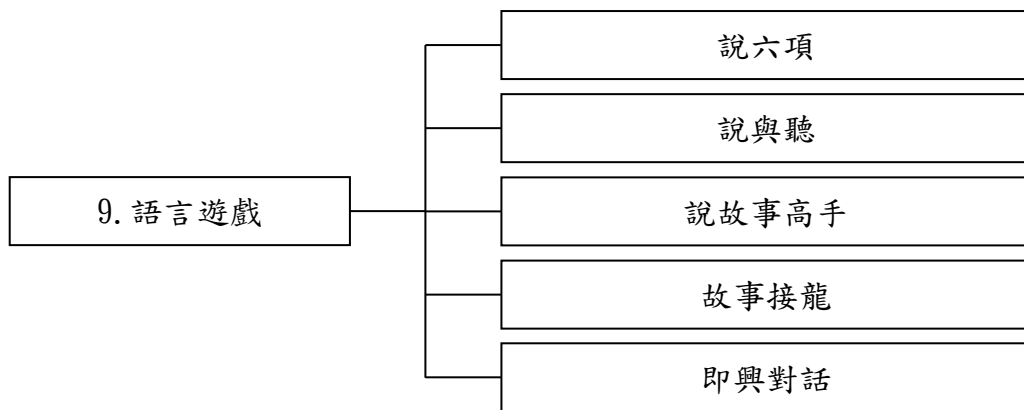 9.語言遊戲
說六項
說與聽
說故事高手
故事接龍
即興對話